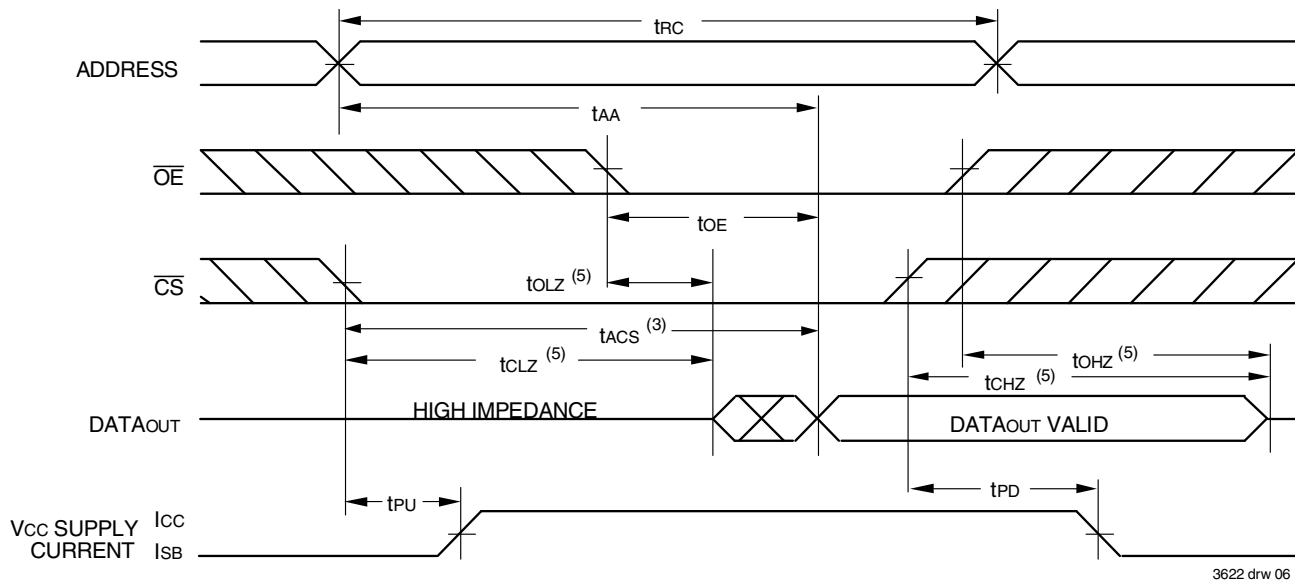 tRC
ADDRESS
tAA
OE
tOE
CS
tOLZ (5)
tACS (3)
tCLZ (5)
tOHZ (5)
tCHZ (5)
HIGH IMPEDANCE
DATAOUT
DATAOUT VALID
tPU
tPD
VCC SUPPLY CURRENT
ICC
ISB
3622 drw 06